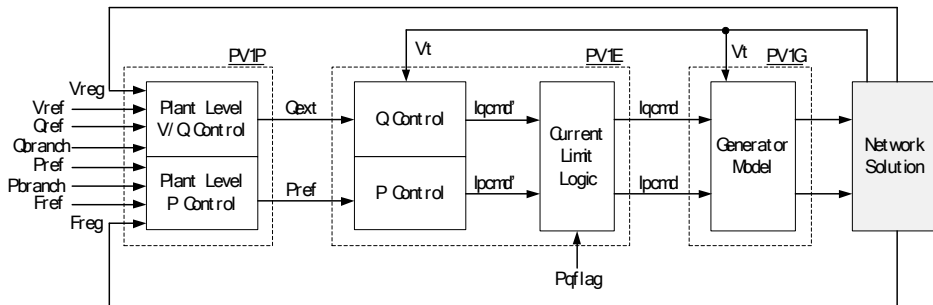 PV1P
PV1E
PV1G
Vt
Vt
Vreg
Vref
Qref
Qbranch
Pref
Pbranch
Fref
Freg
Plant Level
V/Q Control
Plant Level
P Control
Qext
Pref
Q Control
P Control
Iqcmd'
Ipcmd'
Current
Limit
Logic
Pqflag
Iqcmd
Ipcmd
Generator
Model
Network
Solution